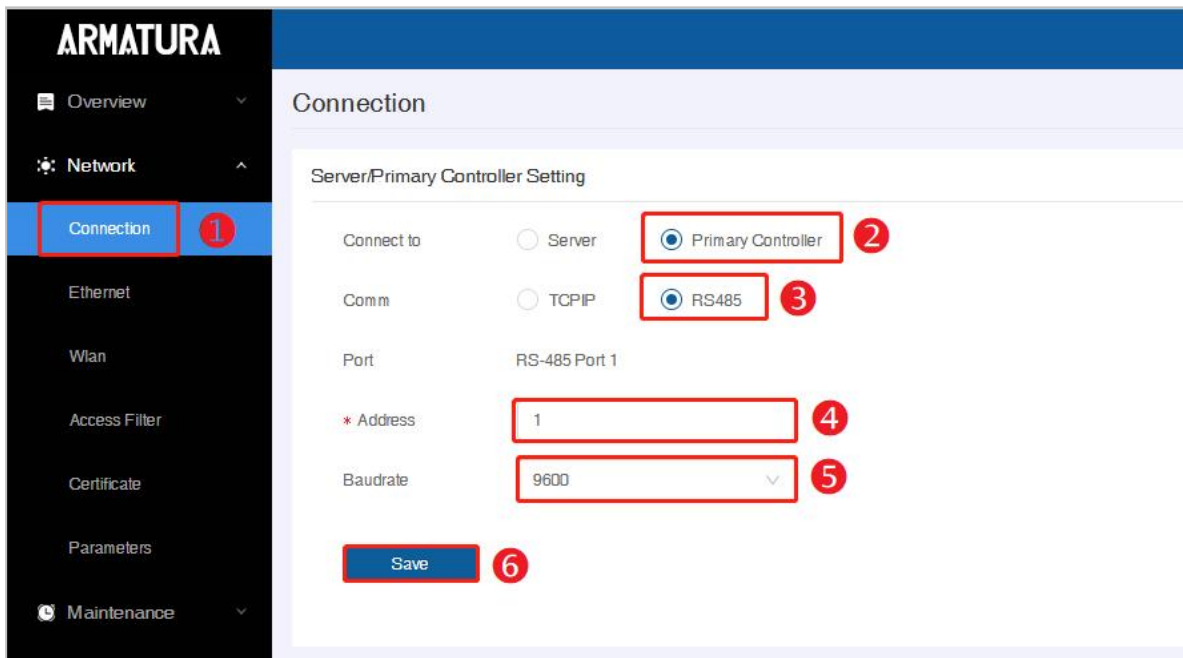 ARMATURA
Overview
Network
Connection 1
Ethernet
Wlan
Access Filter
Certificate
Parameters
Maintenance
Connection
Server/Primary Controller Setting
Connect to Server Primary Controller 2
Comm TCPIP RS485 3
Port RS-485 Port 1
* Address 1 4
Baudrate 9600 5
Save 6